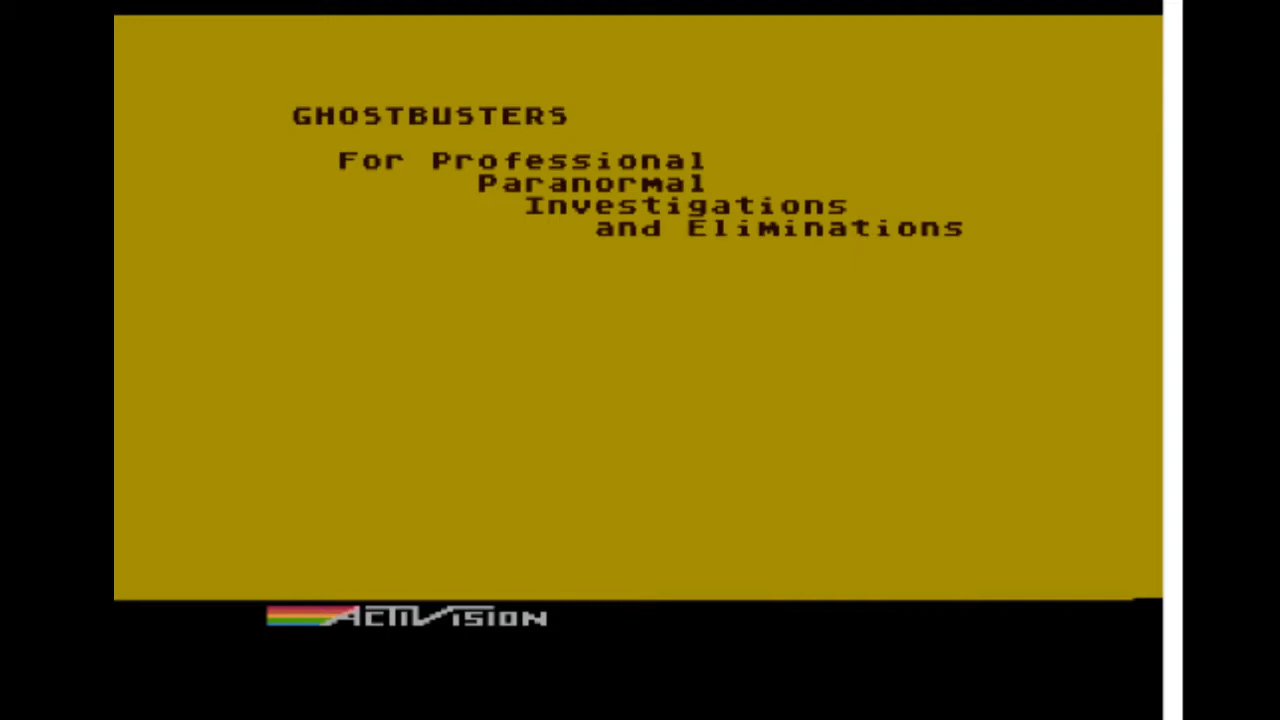 GHOSTBUSTERS
For Professional
Paranormal
Investigations
and Eliminations
ACTIVISION